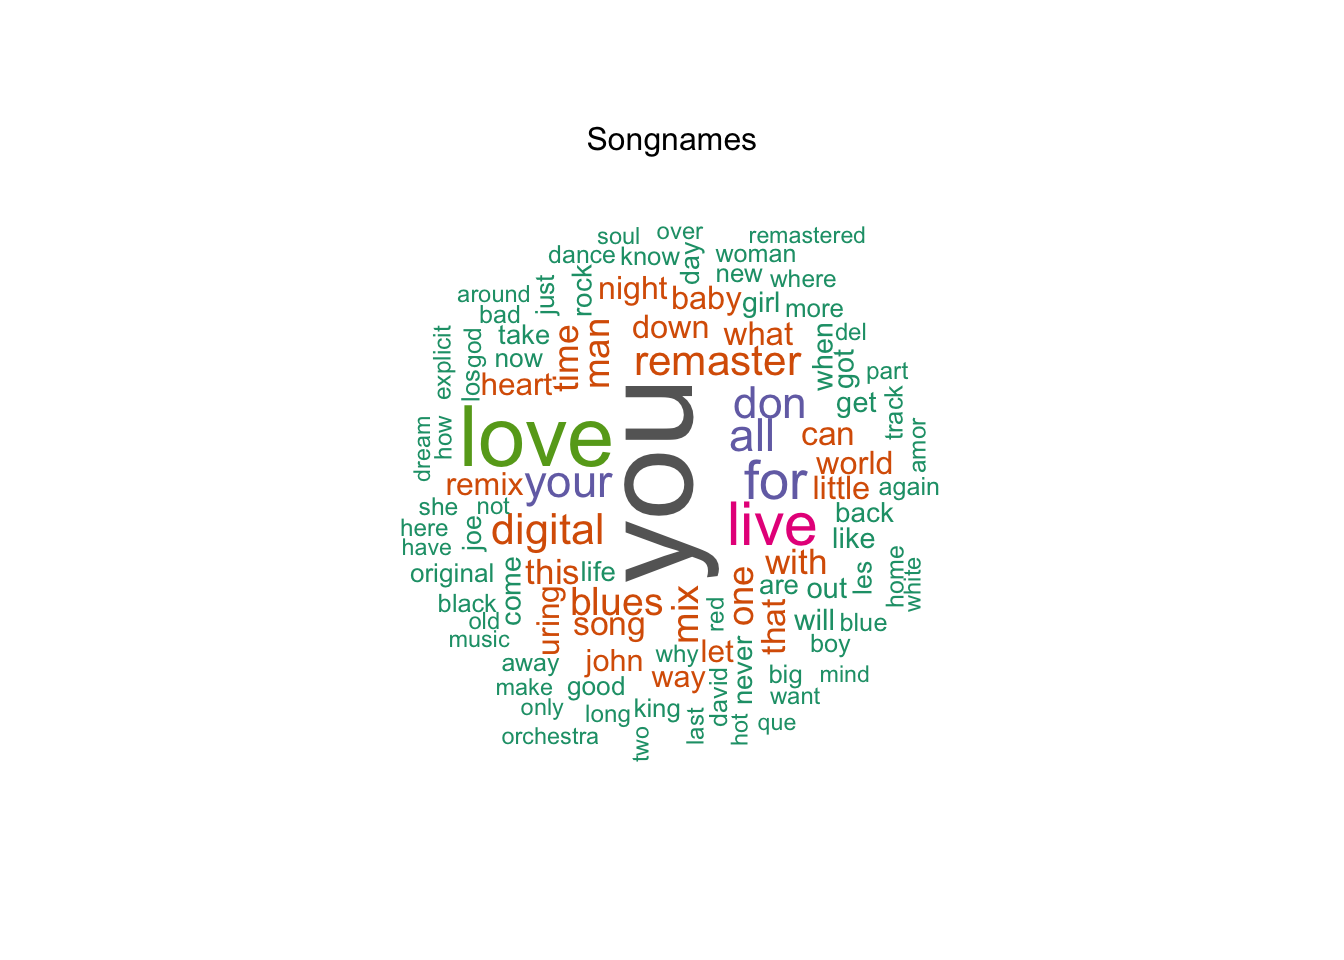 Songnames
soul
over
remastered
dance
know
day
woman
new
where
around
just
rock
night
baby
girl
more
bad
take
time
man
down
what
when
del
explicit
los
god
now
heart
remaster
got
part
dream
how
love
you
don
all
get
can
track
amor
remix
your
for
world
little
again
she
not
live
back
here
have
joe
digital
like
original
this
life
with
are
out
les
home
white
black
come
old
music
uring
blues
song
mix
red
one
that
will
blue
boy
away
john
why
let
way
never
big
mind
make
good
david
want
only
long
king
last
hot
que
orchestra
two